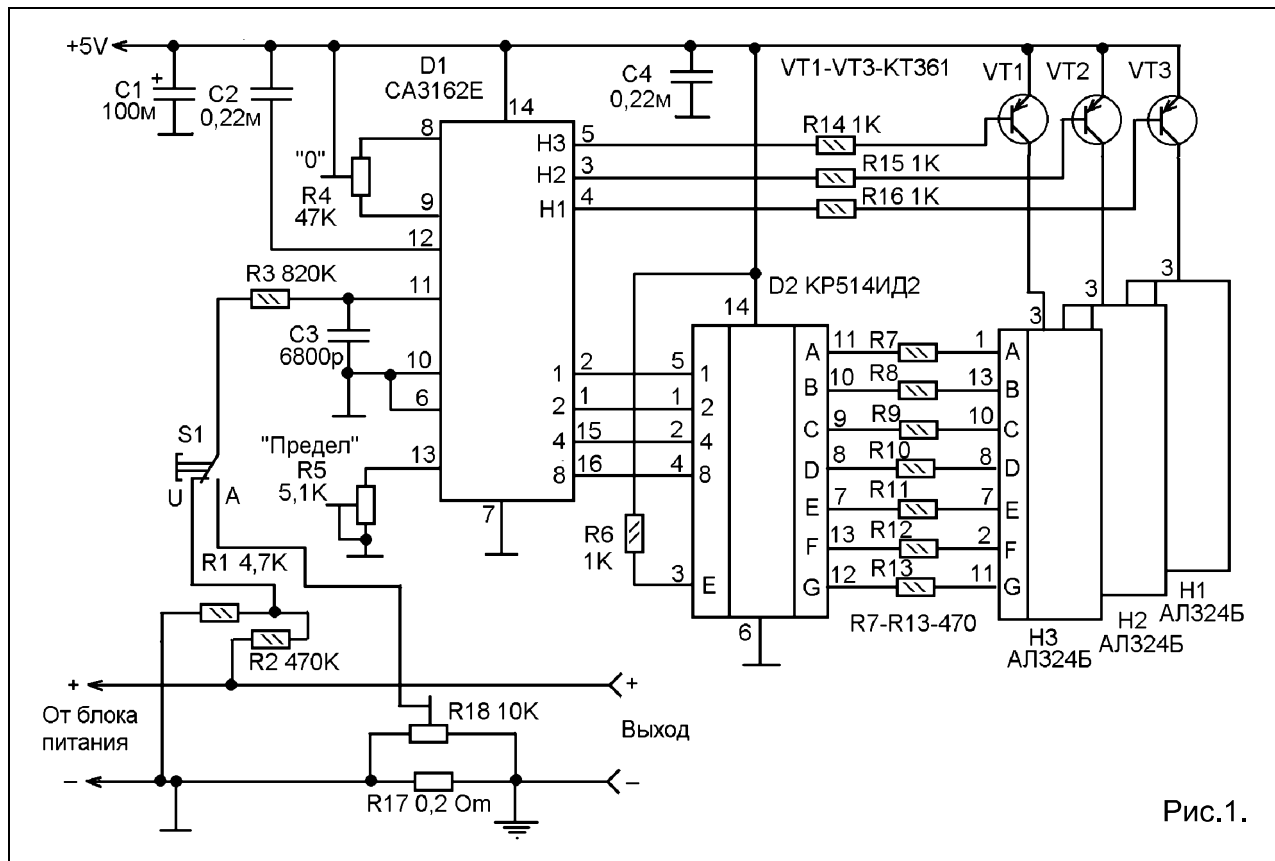 +5V
C1
+
100м
C2
0,22м
D1
CA3162E
14
C4
0,22м
VT1-VT3-KT361
VT1
VT2
VT3
"0"
R4
47K
8
9
12
H3
H2
H1
5
3
4
R14 1K
R15 1K
R16 1K
R3 820K
11
C3
6800p
10
6
D2 КР514ИД2
14
3
3
3
1
2
4
8
2
1
15
16
5
1
2
4
1
2
4
8
A
B
C
D
E
F
G
11
10
9
8
7
13
12
R7
R8
R9
R10
R11
R12
R13
1
13
10
8
7
2
11
A
B
C
D
E
F
G
S1
U
A
"Предел"
R5
5,1K
13
7
R6
1K
3
E
6
R7-R13-470
H3
АЛ324Б
H2
АЛ324Б
H1
АЛ324Б
R1 4,7K
R2 470K
+
+
От блока
питания
R18 10K
Выход
–
–
R17 0,2 Om
Рис.1.